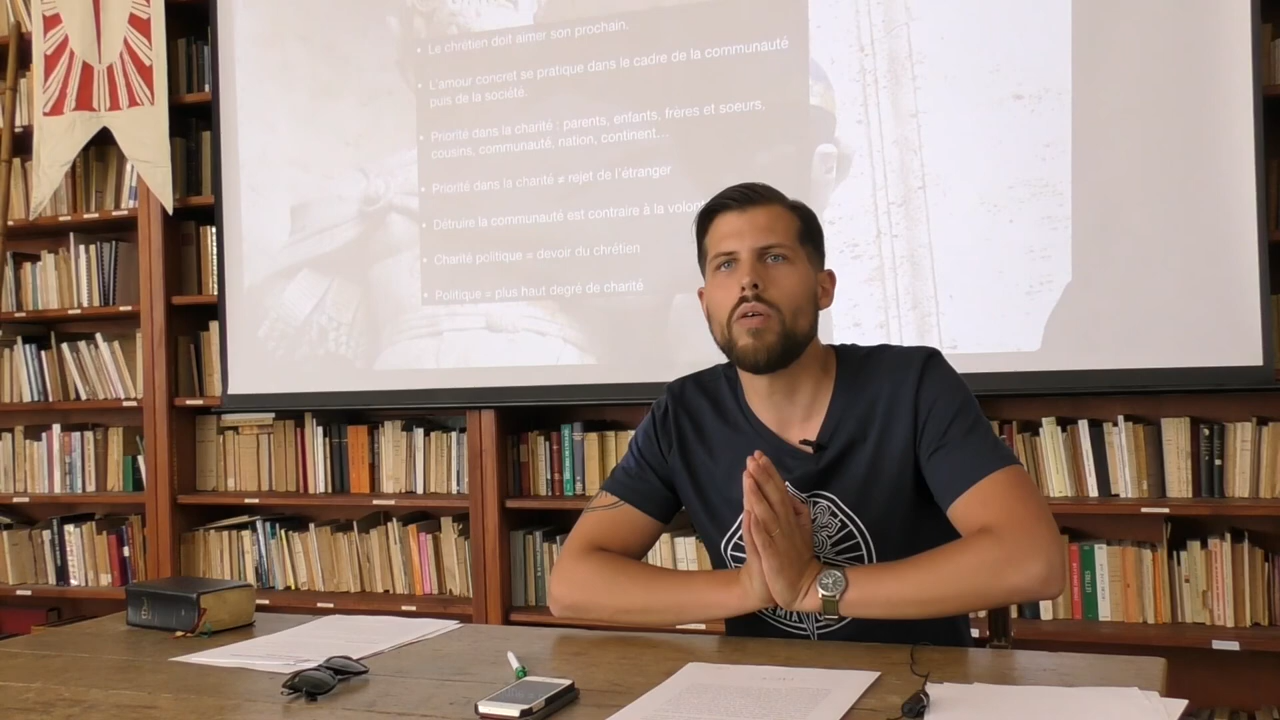 • Le chrétien doit aimer son prochain.
• L'amour concret se pratique dans le cadre de la communauté
puis de la société.
• Priorité dans la charité : parents, enfants, frères et soeurs,
cousins, communauté, nation, continent...
• Priorité dans la charité ≠ rejet de l'étranger
• Détruire la communauté est contraire à la
• Charité politique = devoir du chrétien
• Politique = plus haut degré de charité
LETTRES